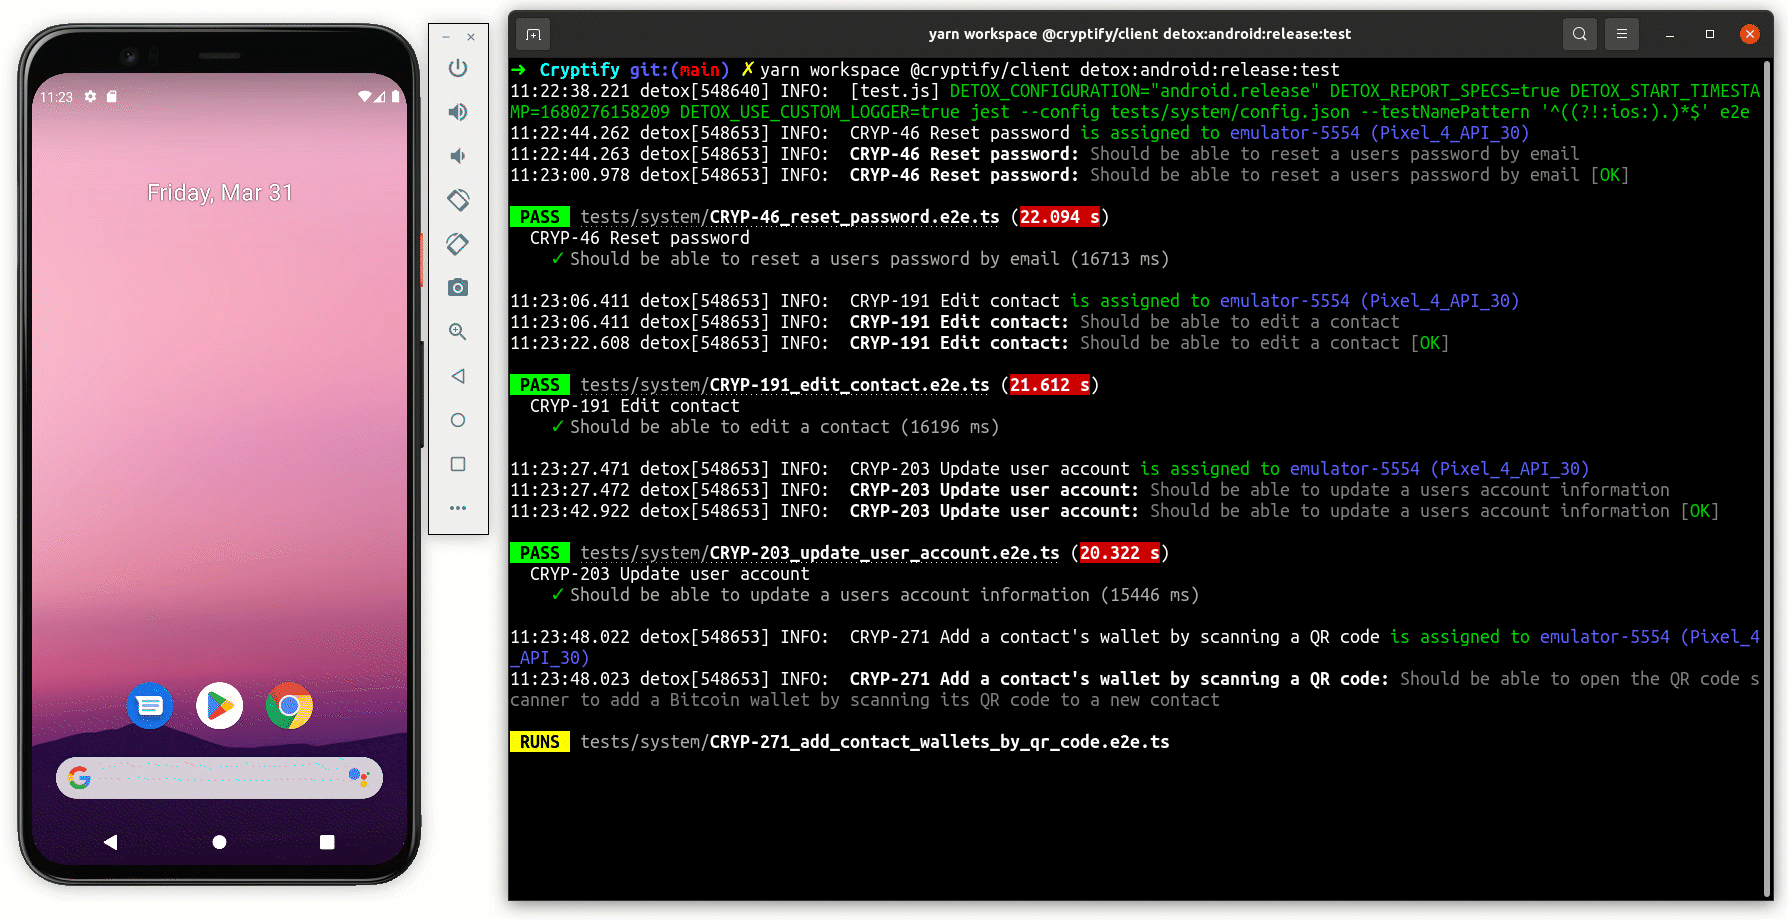 11:23
Friday, Mar 31
yarn workspace @cryptify/client detox:android:release:test
➜ Cryptify git:(main) ✗ yarn workspace @cryptify/client detox:android:release:test
11:22:38.221 detox[548640] INFO: [test.js] DETOX_CONFIGURATION="android.release" DETOX_REPORT_SPECS=true DETOX_START_TIMESTA
MP=1680276158209 DETOX_USE_CUSTOM_LOGGER=true jest --config tests/system/config.json --testNamePattern '^((?!:ios:).)*$' e2e
11:22:44.262 detox[548653] INFO: CRYP-46 Reset password is assigned to emulator-5554 (Pixel_4_API_30)
11:22:44.263 detox[548653] INFO: CRYP-46 Reset password: Should be able to reset a users password by email
11:23:00.978 detox[548653] INFO: CRYP-46 Reset password: Should be able to reset a users password by email [OK]
PASS tests/system/CRYP-46_reset_password.e2e.ts (22.094 s)
CRYP-46 Reset password
✓ Should be able to reset a users password by email (16713 ms)
11:23:06.411 detox[548653] INFO: CRYP-191 Edit contact is assigned to emulator-5554 (Pixel_4_API_30)
11:23:06.411 detox[548653] INFO: CRYP-191 Edit contact: Should be able to edit a contact
11:23:22.608 detox[548653] INFO: CRYP-191 Edit contact: Should be able to edit a contact [OK]
PASS tests/system/CRYP-191_edit_contact.e2e.ts (21.612 s)
CRYP-191 Edit contact
✓ Should be able to edit a contact (16196 ms)
11:23:27.471 detox[548653] INFO: CRYP-203 Update user account is assigned to emulator-5554 (Pixel_4_API_30)
11:23:27.472 detox[548653] INFO: CRYP-203 Update user account: Should be able to update a users account information
11:23:42.922 detox[548653] INFO: CRYP-203 Update user account: Should be able to update a users account information [OK]
PASS tests/system/CRYP-203_update_user_account.e2e.ts (20.322 s)
CRYP-203 Update user account
✓ Should be able to update a users account information (15446 ms)
11:23:48.022 detox[548653] INFO: CRYP-271 Add a contact's wallet by scanning a QR code is assigned to emulator-5554 (Pixel_4
_API_30)
11:23:48.023 detox[548653] INFO: CRYP-271 Add a contact's wallet by scanning a QR code: Should be able to open the QR code s
canner to add a Bitcoin wallet by scanning its QR code to a new contact
RUNS tests/system/CRYP-271_add_contact_wallets_by_qr_code.e2e.ts